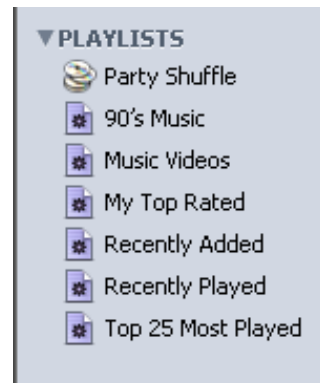 PLAYLISTS
Party Shuffle
90's Music
Music Videos
My Top Rated
Recently Added
Recently Played
Top 25 Most Played